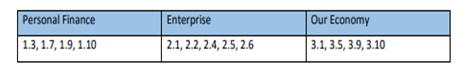 Personal Finance Enterprise Our Economy
1.3, 1.7, 1.9, 1.10 2.1, 2.2, 2.4, 2.5, 2.6 3.1, 3.5, 3.9, 3.10